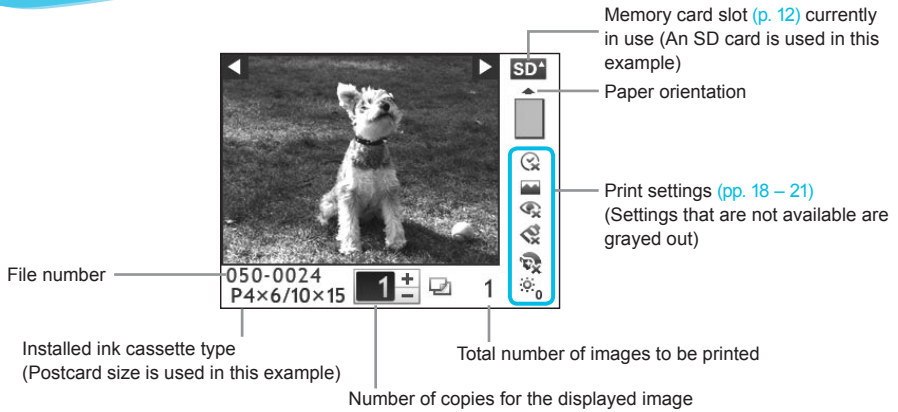 Memory card slot (p. 12) currently
in use (An SD card is used in this
example)
SD
Paper orientation
Print settings (pp. 18 – 21)
(Settings that are not available are
grayed out)
File number
050-0024
P4×6/10×15
1
+
−
1
0
Installed ink cassette type
(Postcard size is used in this example)
Total number of images to be printed
Number of copies for the displayed image